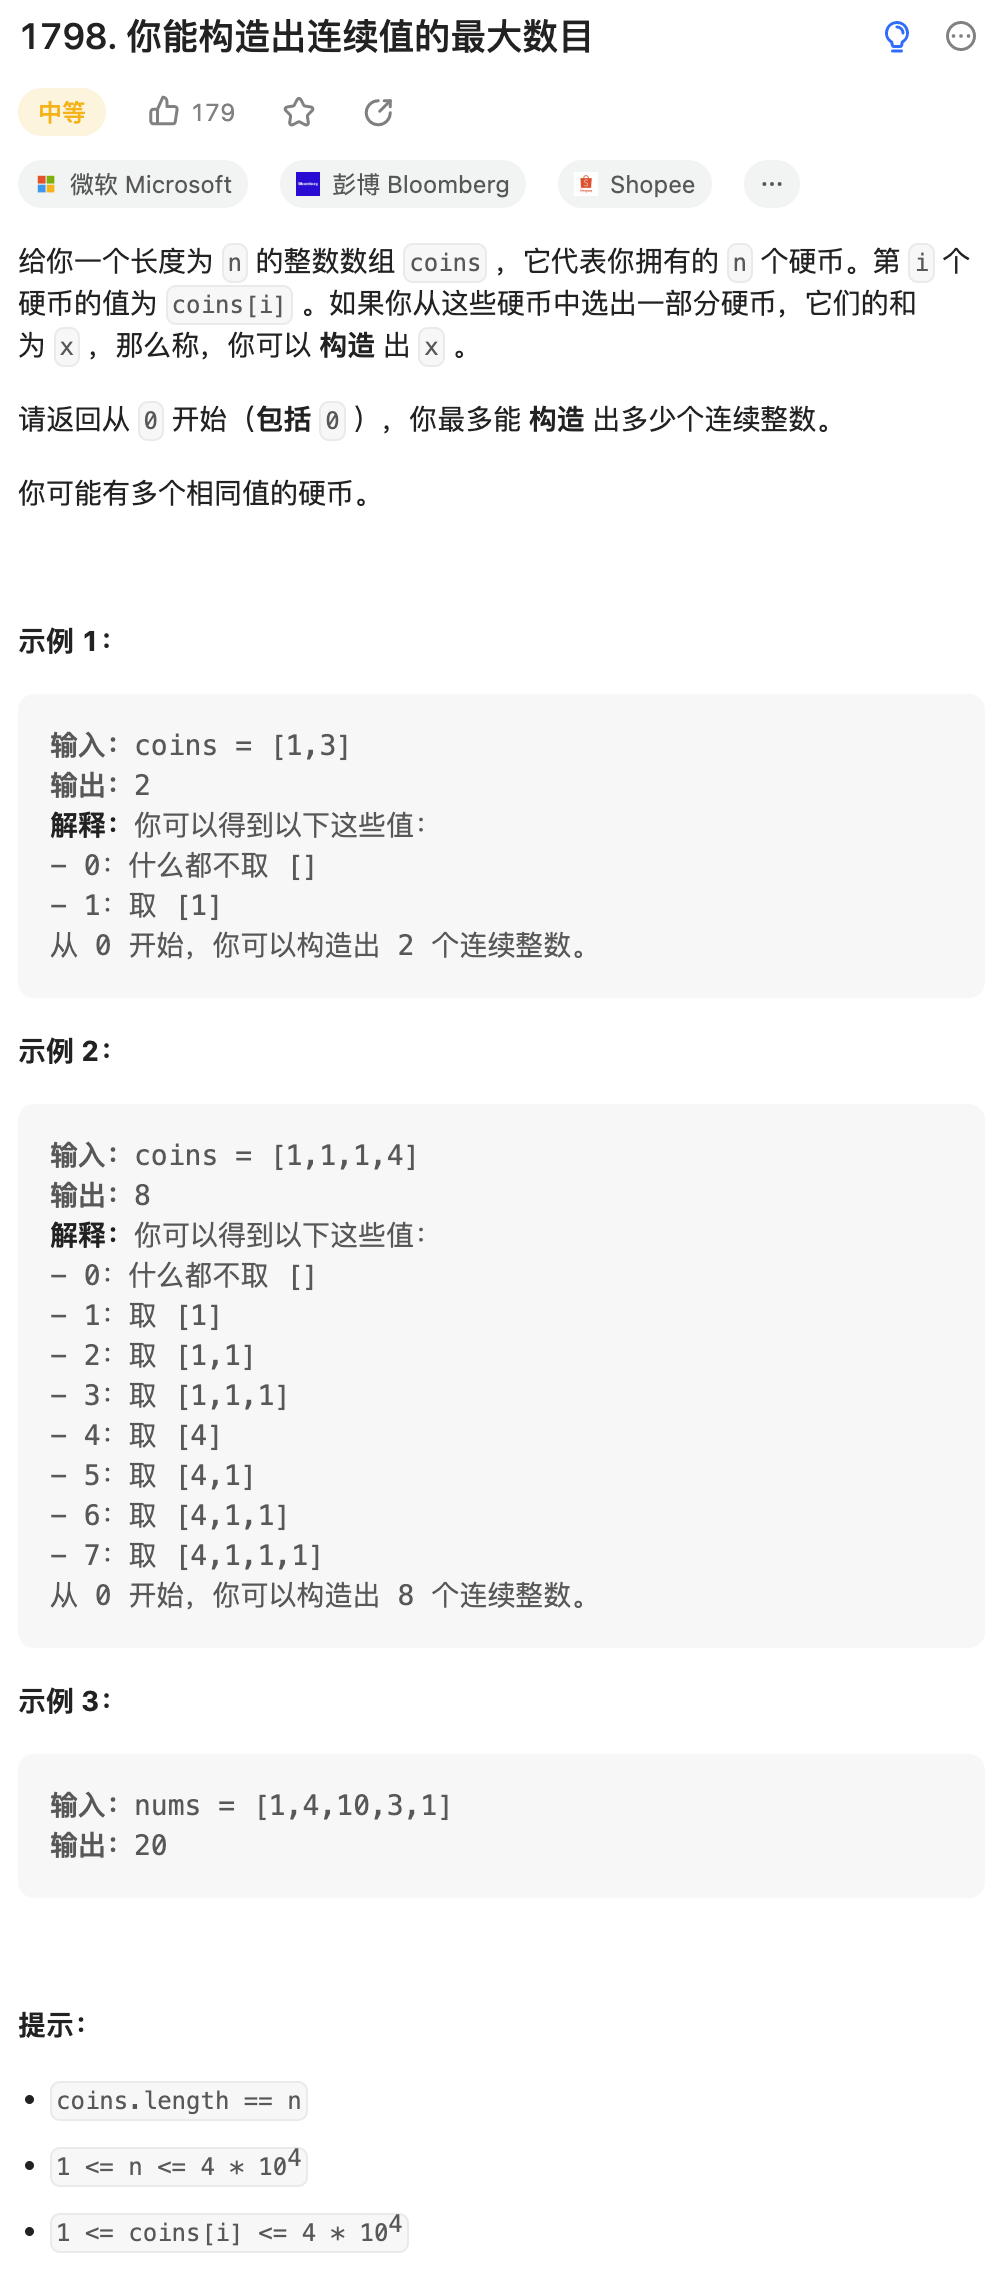 1798. 你能构造出连续值的最大数目
中等 179
微软 Microsoft 彭博 Bloomberg Shopee ...
给你一个长度为 n 的整数数组 coins ，它代表你拥有的 n 个硬币。第 i 个
硬币的值为 coins[i] 。如果你从这些硬币中选出一部分硬币，它们的和
为 x ，那么称，你可以 构造 出 x 。
请返回从 0 开始（包括 0 ），你最多能 构造 出多少个连续整数。
你可能有多个相同值的硬币。
示例 1：
输入：coins = [1,3]
输出：2
解释：你可以得到以下这些值：
- 0：什么都不取 []
- 1：取 [1]
从 0 开始，你可以构造出 2 个连续整数。
示例 2：
输入：coins = [1,1,1,4]
输出：8
解释：你可以得到以下这些值：
- 0：什么都不取 []
- 1：取 [1]
- 2：取 [1,1]
- 3：取 [1,1,1]
- 4：取 [4]
- 5：取 [4,1]
- 6：取 [4,1,1]
- 7：取 [4,1,1,1]
从 0 开始，你可以构造出 8 个连续整数。
示例 3：
输入：nums = [1,4,10,3,1]
输出：20
提示：
• coins.length == n
• 1 <= n <= 4 * 10⁴
• 1 <= coins[i] <= 4 * 10⁴